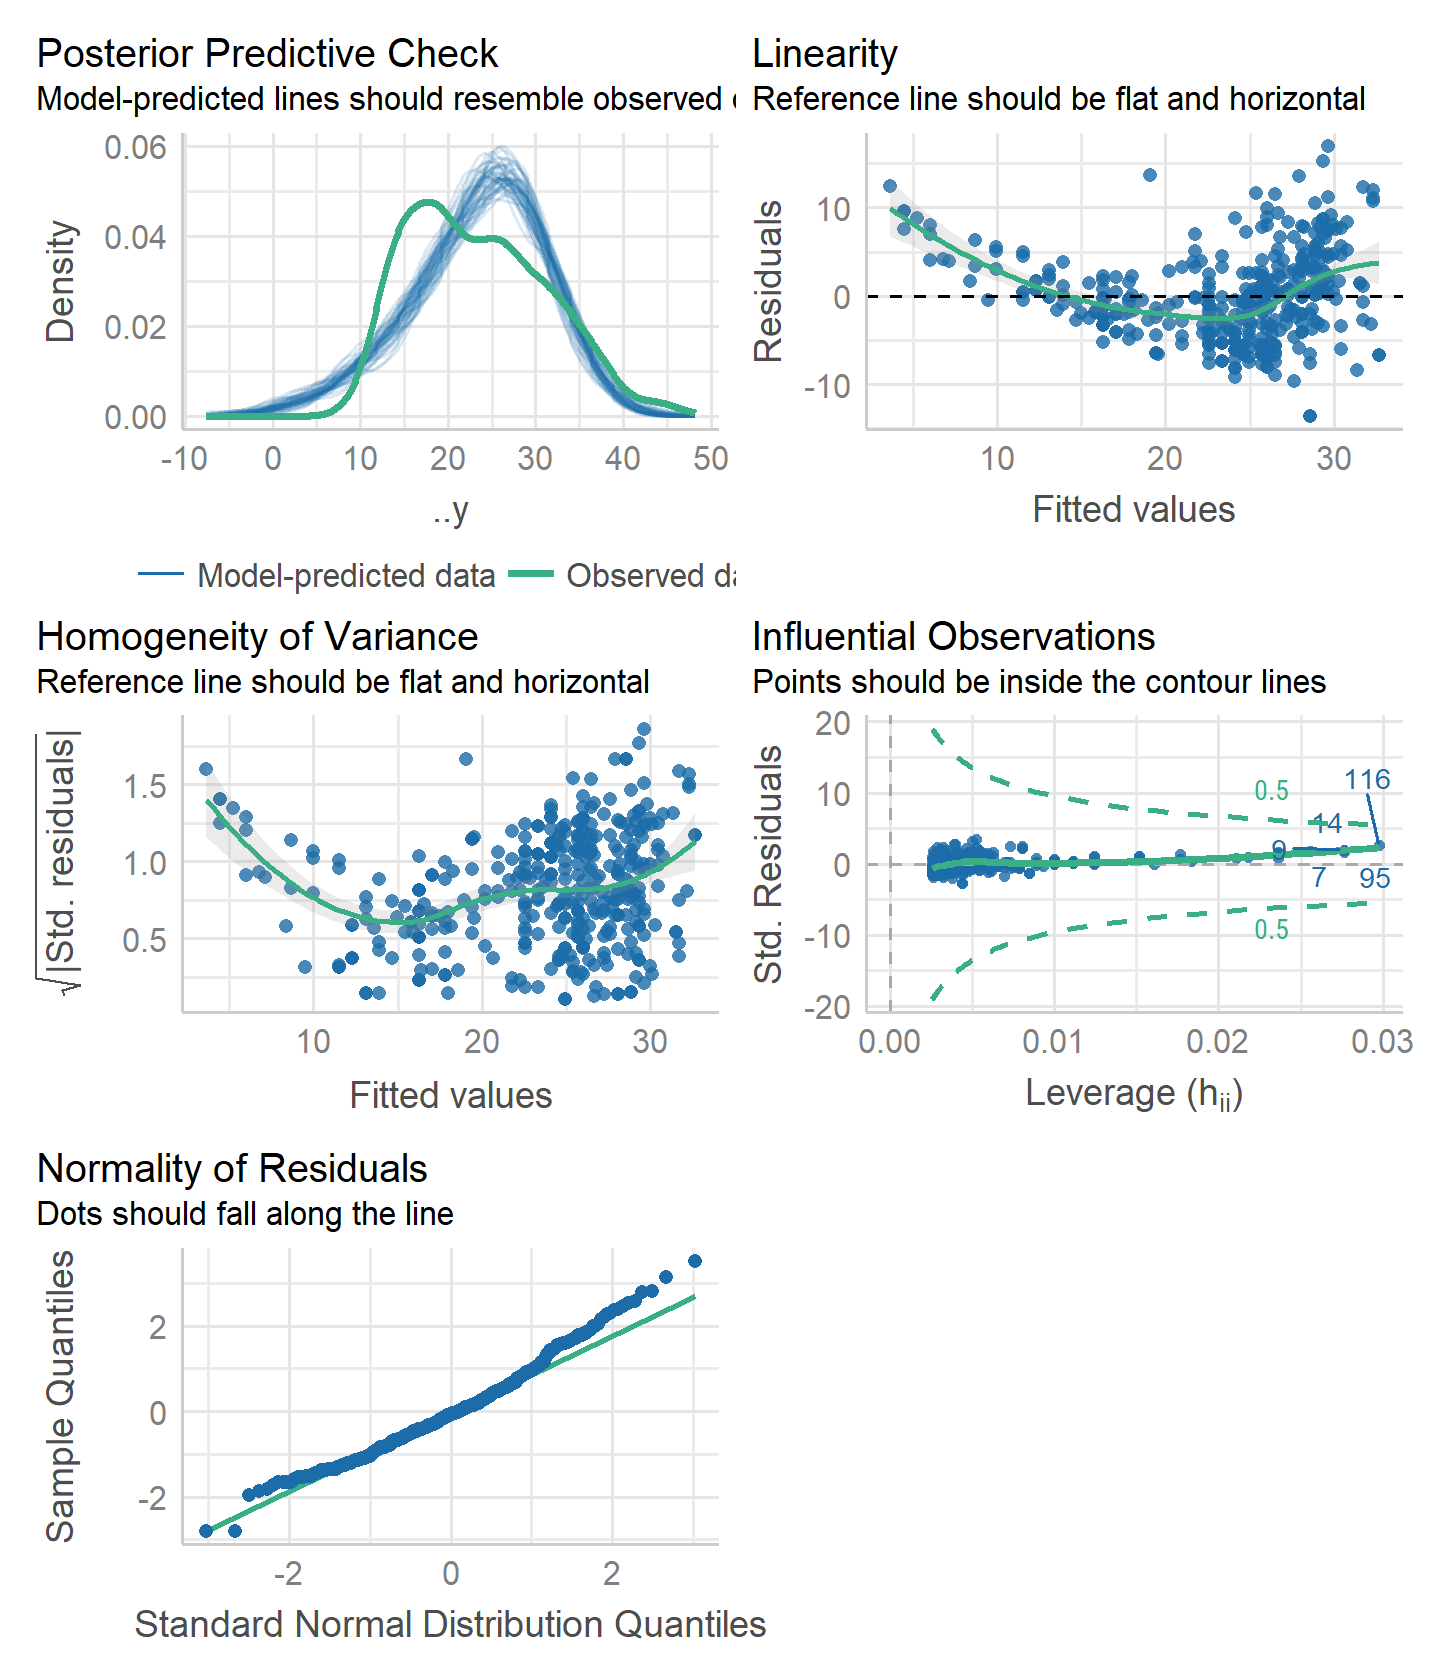 Posterior Predictive Check
Model-predicted lines should resemble observed
Density
0.06
0.04
0.02
0.00
-10 0 10 20 30 40 50
..y
Model-predicted data Observed da
Linearity
Reference line should be flat and horizontal
Residuals
10
0
-10
10 20 30
Fitted values
Homogeneity of Variance
Reference line should be flat and horizontal
√|Std. residuals|
1.5
1.0
0.5
10 20 30
Fitted values
Influential Observations
Points should be inside the contour lines
Std. Residuals
20
10
0
-10
-20
0.5
116
14
9
7
95
0.5
0.00 0.01 0.02 0.03
Leverage (hii)
Normality of Residuals
Dots should fall along the line
Sample Quantiles
2
0
-2
-2 0 2
Standard Normal Distribution Quantiles